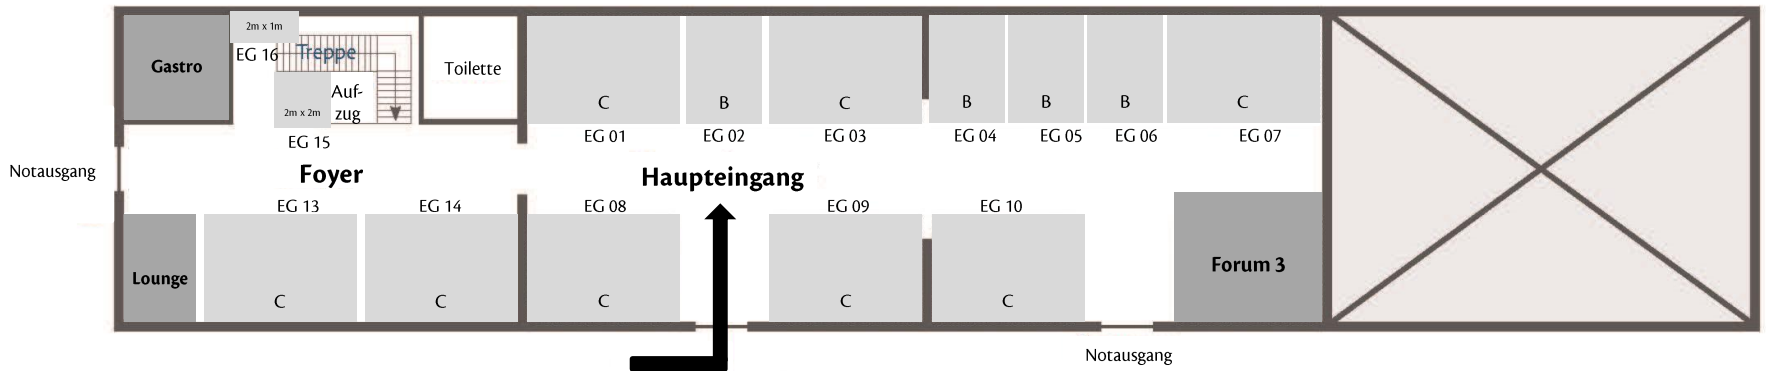 2m x 1m
EG 16
Treppe
Gastro
Auf-
zug
2m x 2m
EG 15
Toilette
C
B
C
B
B
B
C
EG 01
EG 02
EG 03
EG 04
EG 05
EG 06
EG 07
Notausgang
Foyer
Haupteingang
EG 13
EG 14
EG 08
EG 09
EG 10
Lounge
Forum 3
C
C
C
C
C
Notausgang